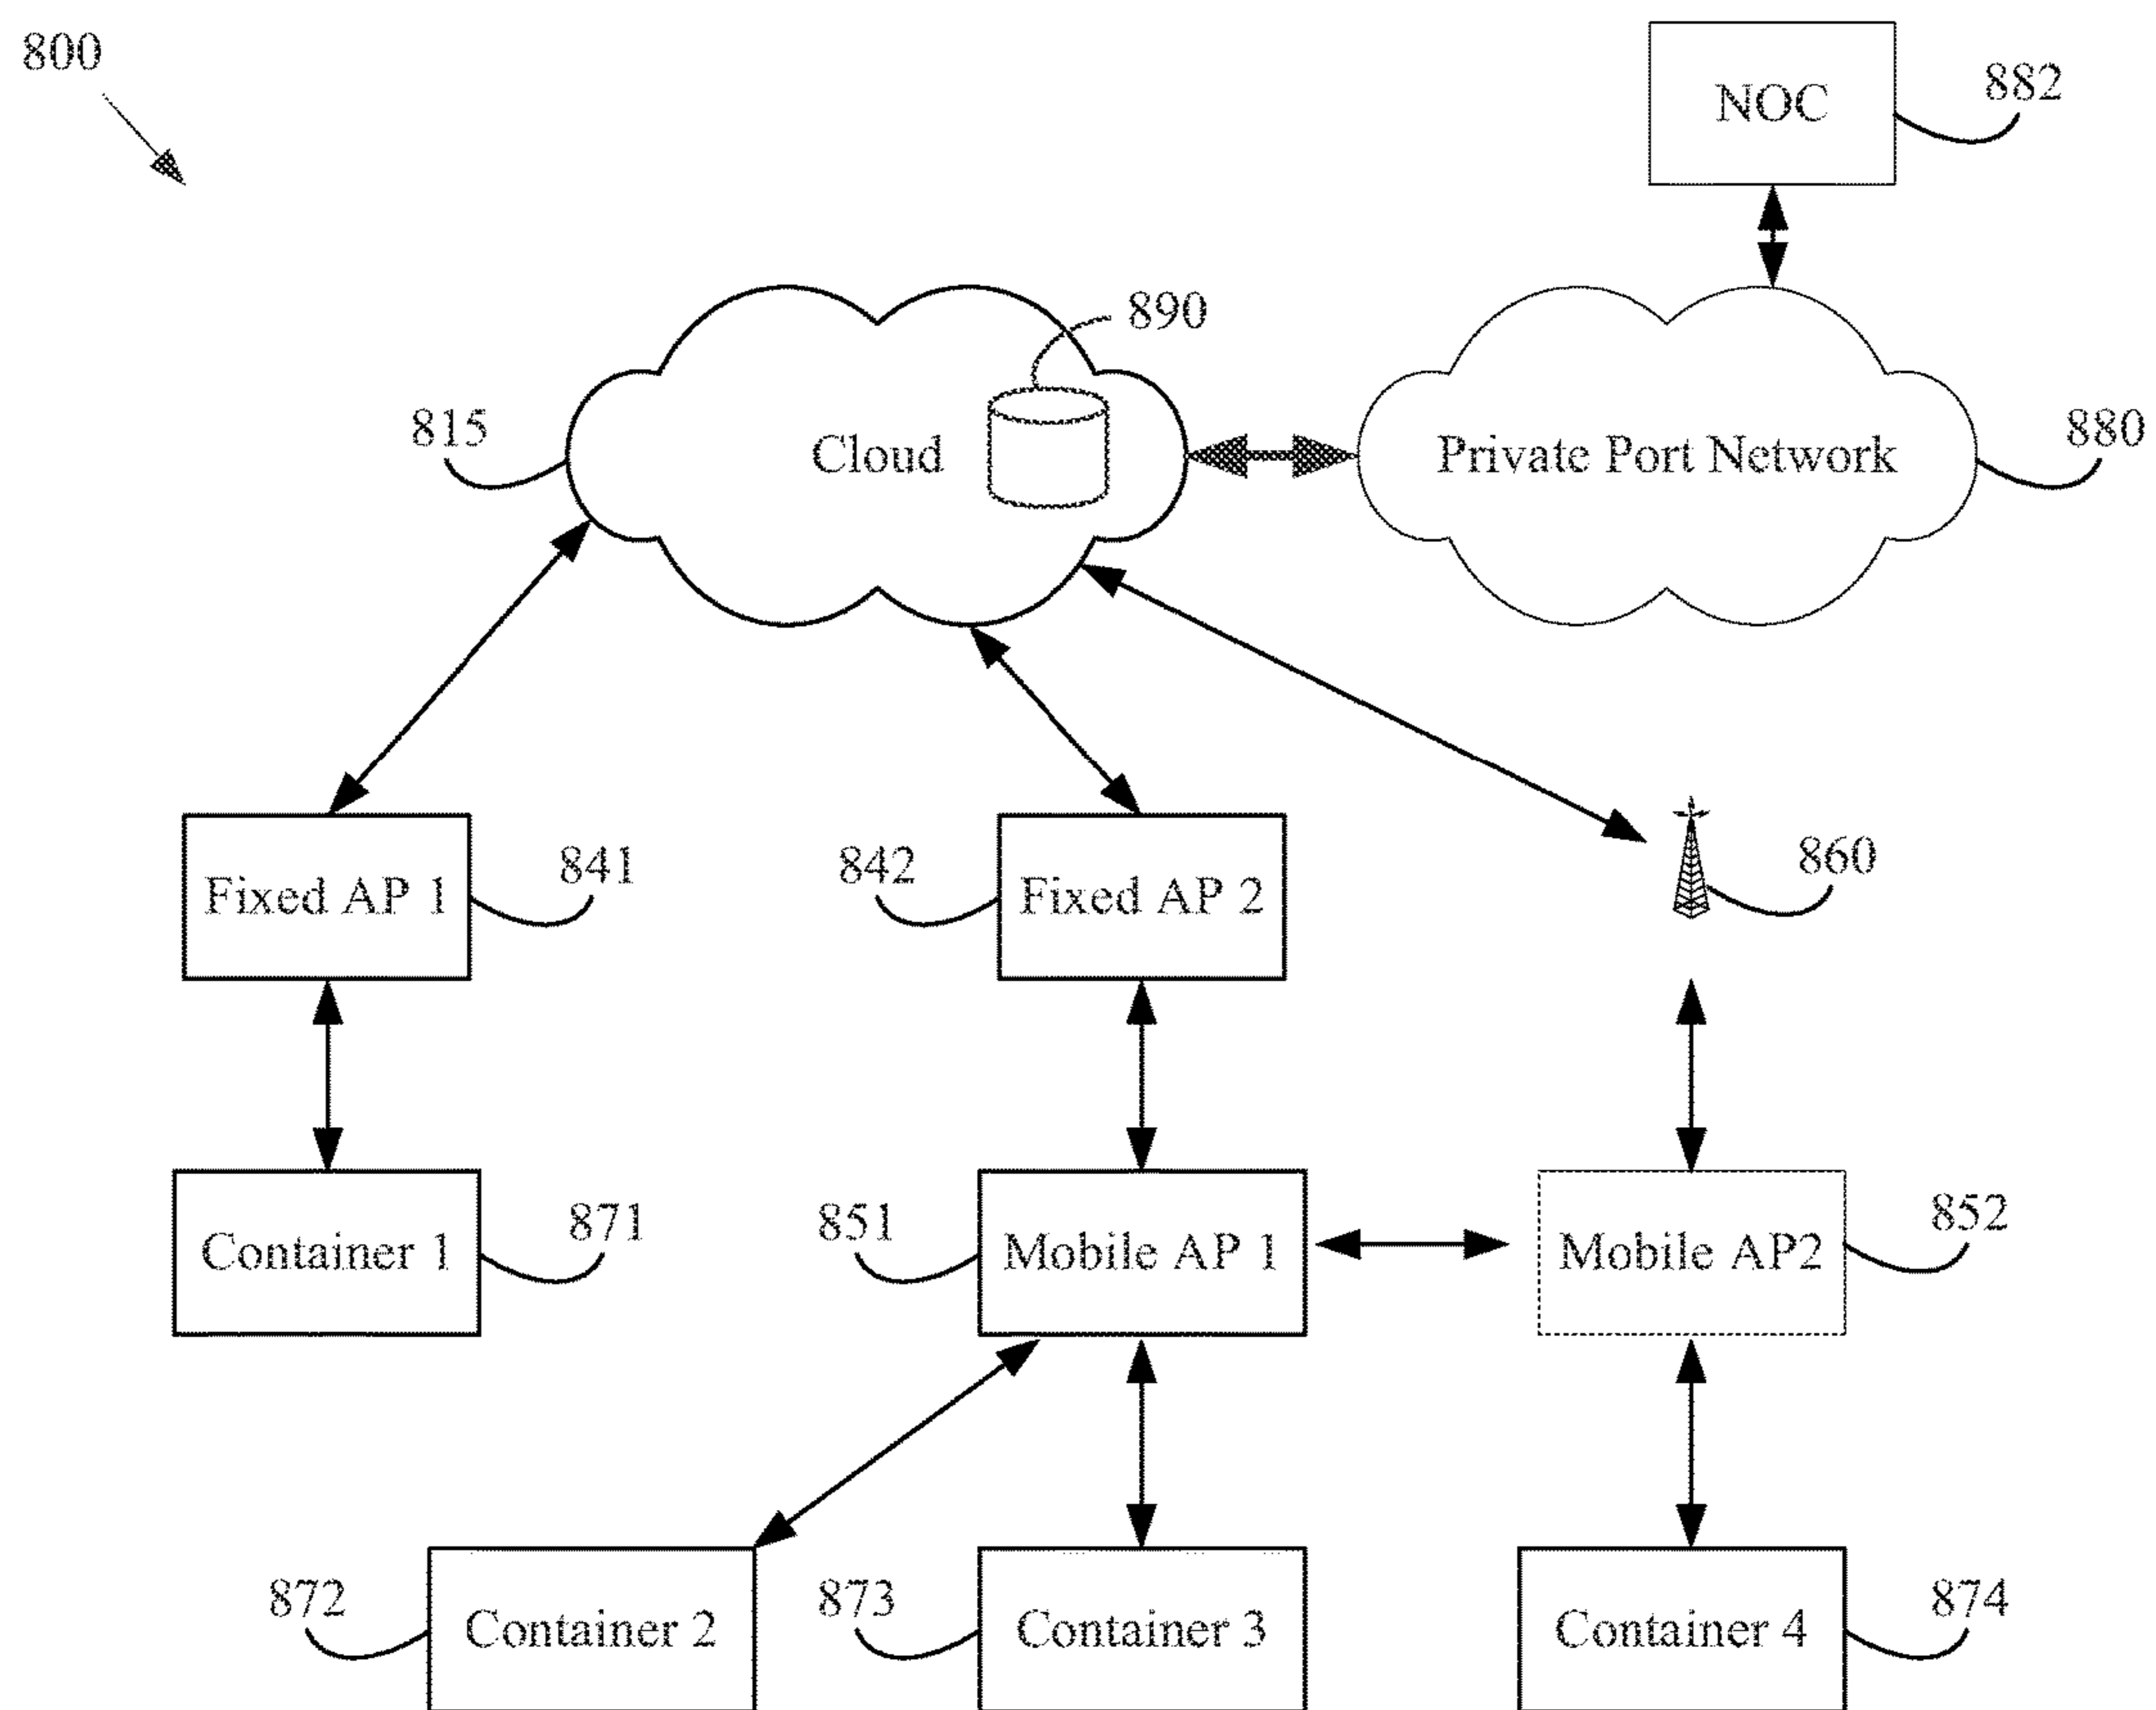 800
NOC
882
890
815
Cloud
Private Port Network
880
Fixed AP 1
841
842
Fixed AP 2
860
Container 1
871
851
Mobile AP 1
Mobile AP2
852
872
Container 2
873
Container 3
Container 4
874